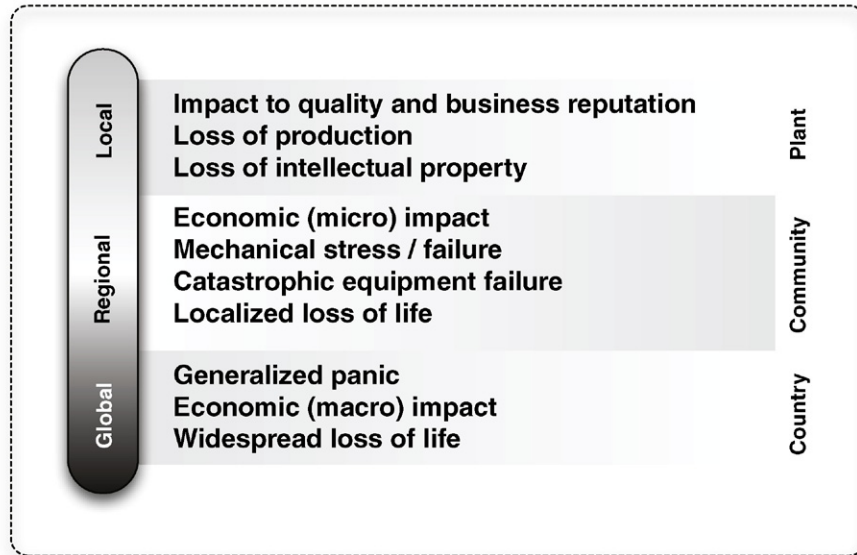 Local
Impact to quality and business reputation
Loss of production
Loss of intellectual property
Plant
Regional
Economic (micro) impact
Mechanical stress / failure
Catastrophic equipment failure
Localized loss of life
Community
Global
Generalized panic
Economic (macro) impact
Widespread loss of life
Country